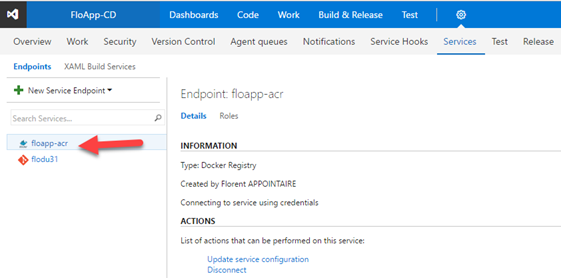 FloApp-CD Dashboards Code Work Build & Release Test
Overview Work Security Version Control Agent queues Notifications Service Hooks Services Test Release
Endpoints XAML Build Services
New Service Endpoint
Search Services...
floapp-acr
flodu31
Endpoint: floapp-acr
Details Roles
INFORMATION
Type: Docker Registry
Created by Florent APPOINTAIRE
Connecting to service using credentials
ACTIONS
List of actions that can be performed on this service:
Update service configuration
Disconnect